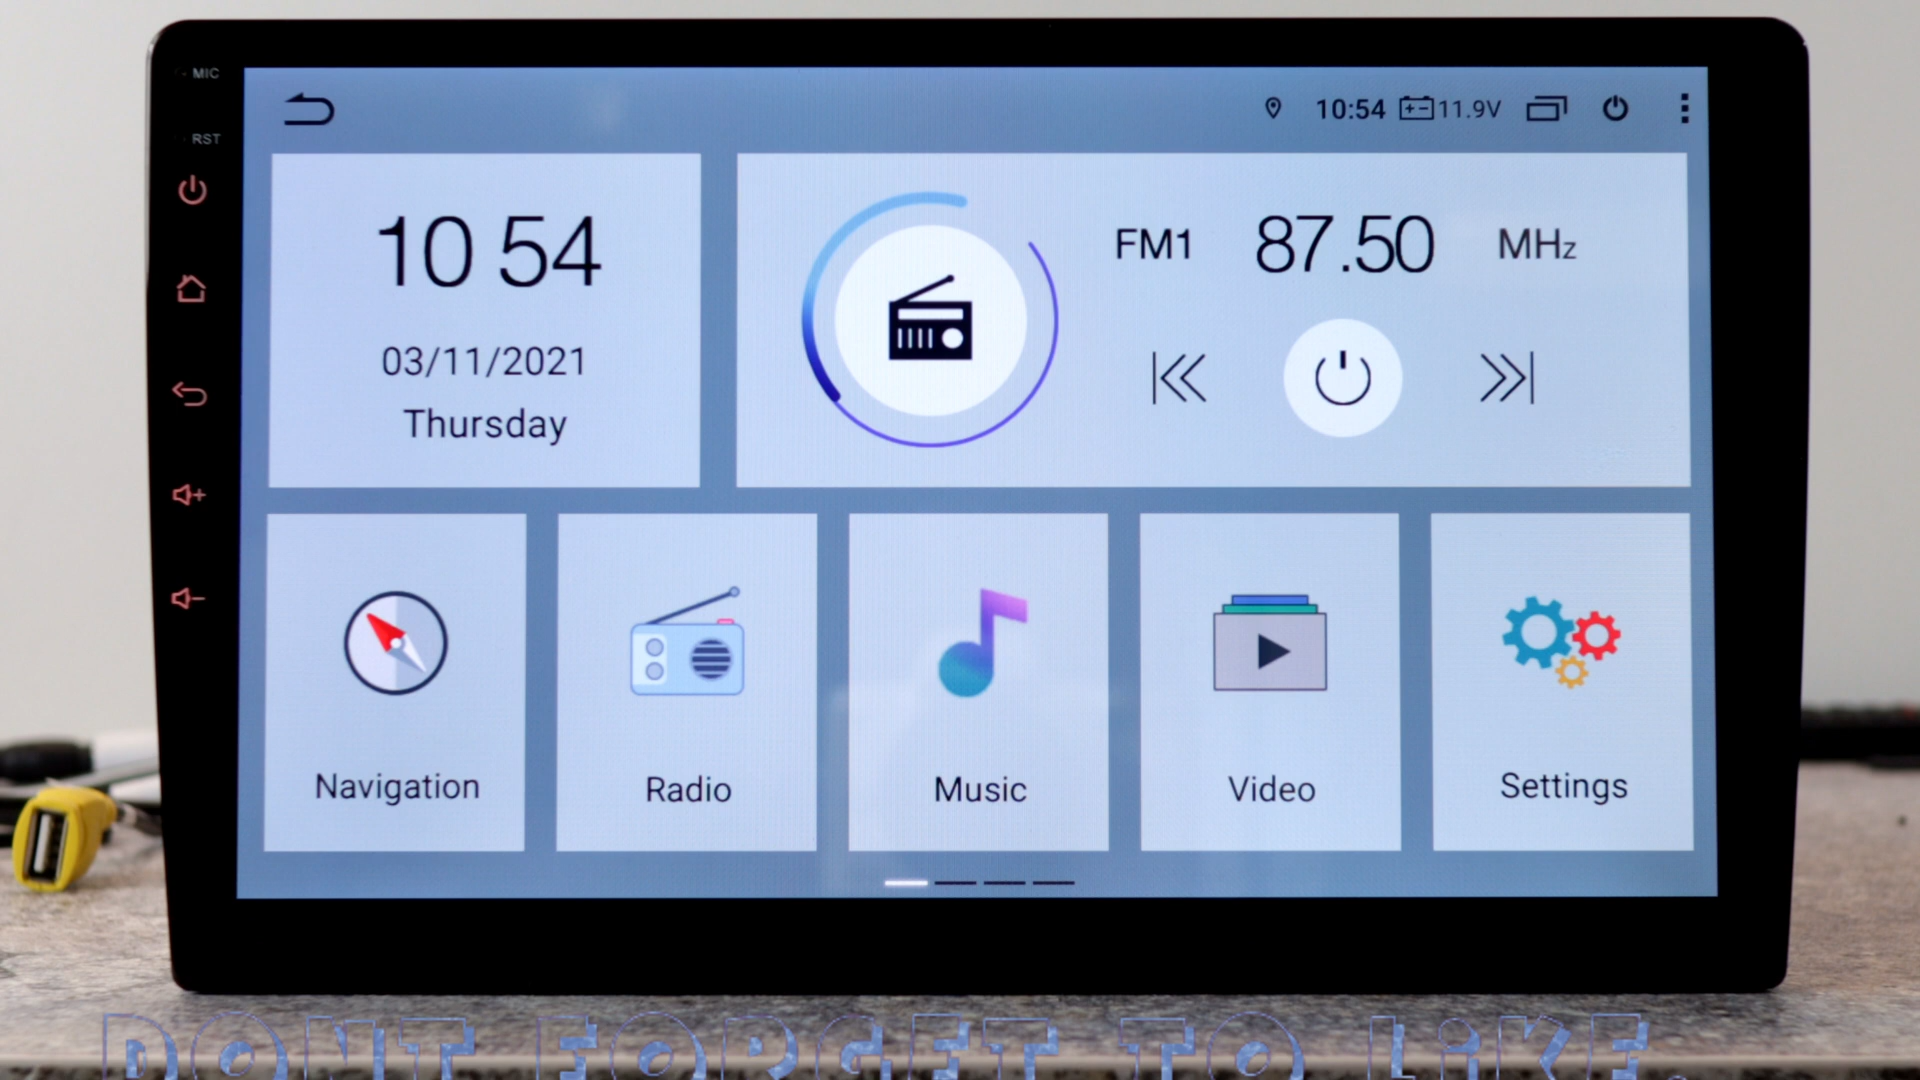 MIC
10:54 11.9V
RST
10 54
FM1 87.50 MHz
03/11/2021
Thursday
Navigation
Radio
Music
Video
Settings
DONT FORGET TO LiKE.